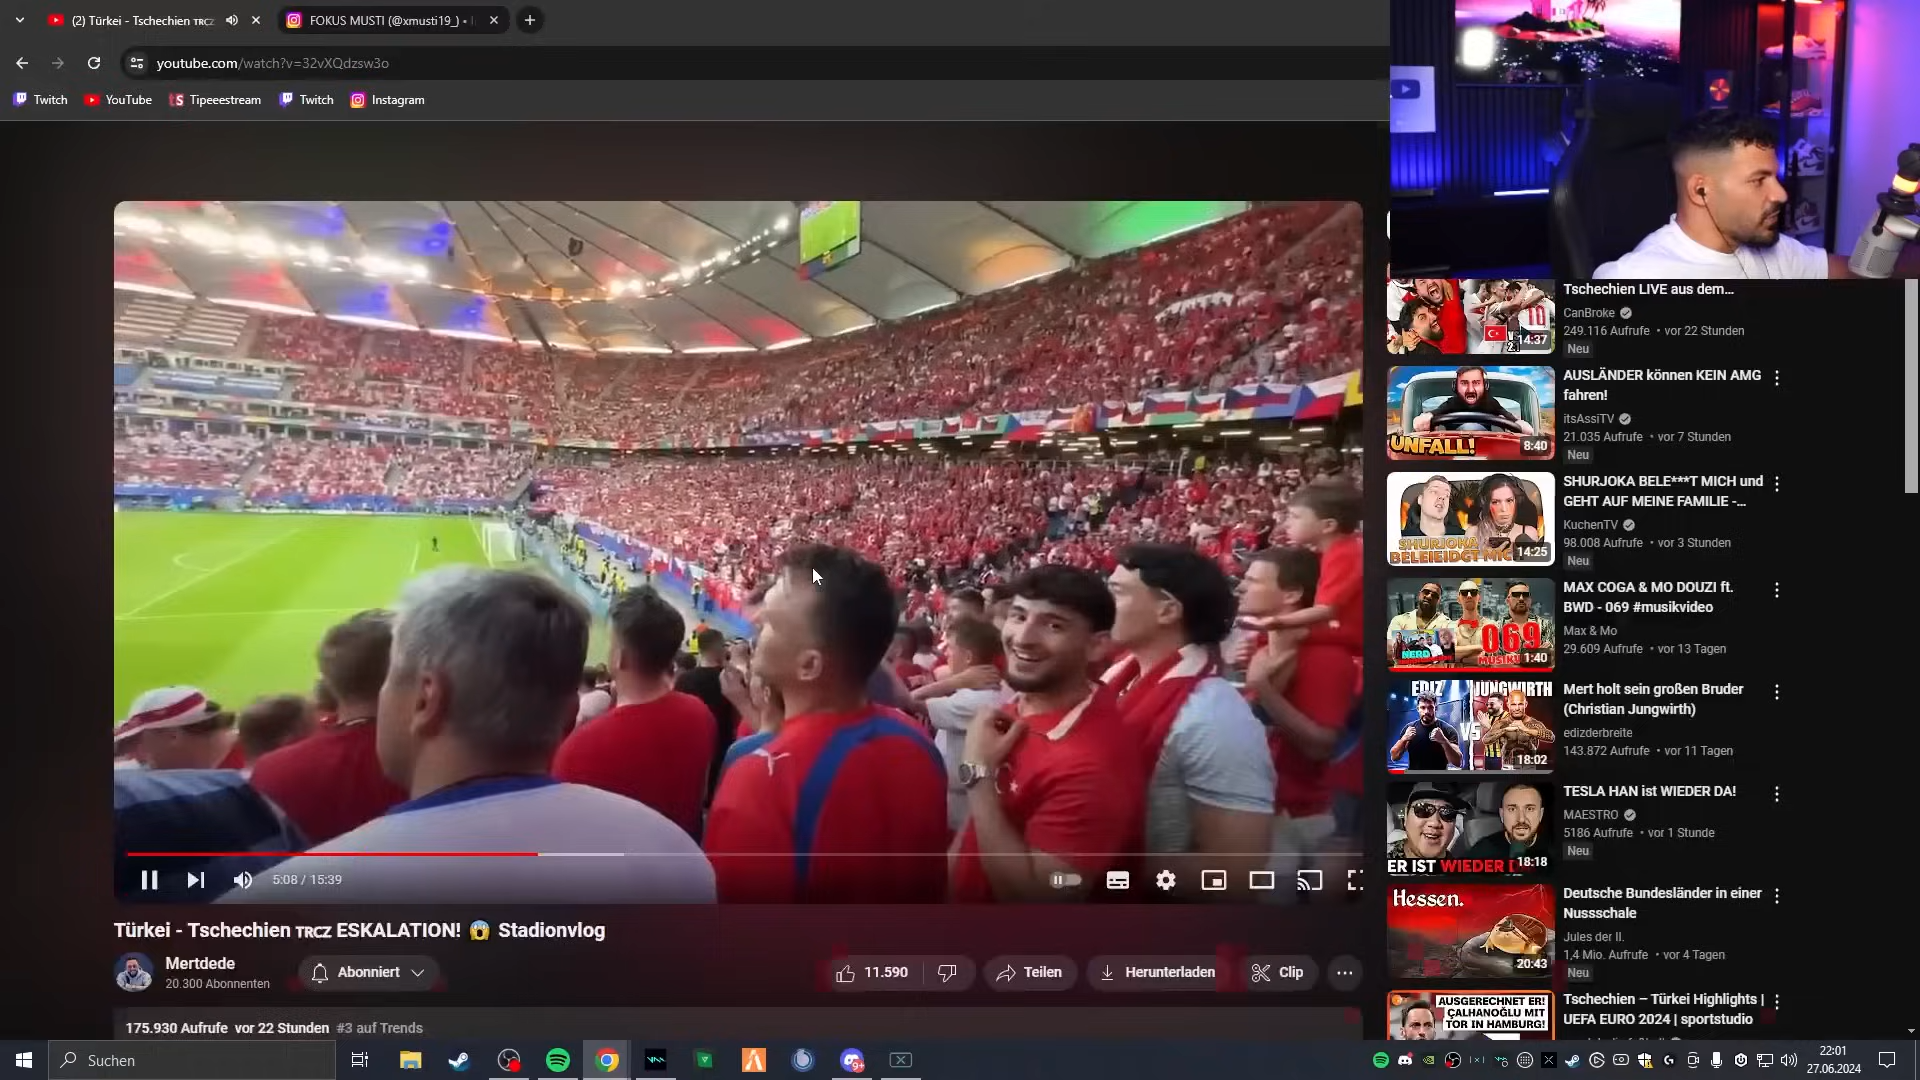 (2) Türkei - Tschechien TRCZ
FOKUS MUSTI (@xmusti19_) •
youtube.com/watch?v=32vXQdzsw3o
Twitch
YouTube
Tipeeestream
Twitch
Instagram
5:08 / 15:39
Türkei - Tschechien TRCZ ESKALATION! 😱 Stadionvlog
Mertdede
20.300 Abonnenten
Abonniert
11.590
Teilen
Herunterladen
Clip
175.930 Aufrufe vor 22 Stunden #3 auf Trends
14:37
Tschechien LIVE aus dem...
CanBroke
249.116 Aufrufe • vor 22 Stunden
Neu
UNFALL!
8:40
AUSLÄNDER können KEIN AMG
fahren!
itsAssiTV
21.035 Aufrufe • vor 7 Stunden
Neu
SHURJOKA
14:25
SHURJOKA BELE***T MICH und
GEHT AUF MEINE FAMILIE -...
KuchenTV
98.008 Aufrufe • vor 3 Stunden
Neu
NERD
069
1:40
MAX COGA & MO DOUZI ft.
BWD - 069 #musikvideo
Max & Mo
29.609 Aufrufe • vor 13 Tagen
EDIZ JUNGWIRTH
VS
18:02
Mert holt sein großen Bruder
(Christian Jungwirth)
edizderbreite
143.872 Aufrufe • vor 11 Tagen
ER IST WIEDER
18:18
TESLA HAN ist WIEDER DA!
MAESTRO
5186 Aufrufe • vor 1 Stunde
Neu
Hessen.
20:43
Deutsche Bundesländer in einer
Nussschale
Jules der II.
1,4 Mio. Aufrufe • vor 4 Tagen
Neu
AUSGERECHNET ER!
ÇALHANOĞLU MIT
TOR IN HAMBURG!
Tschechien – Türkei Highlights |
UEFA EURO 2024 | sportstudio
Suchen
9+
22:01
27.06.2024